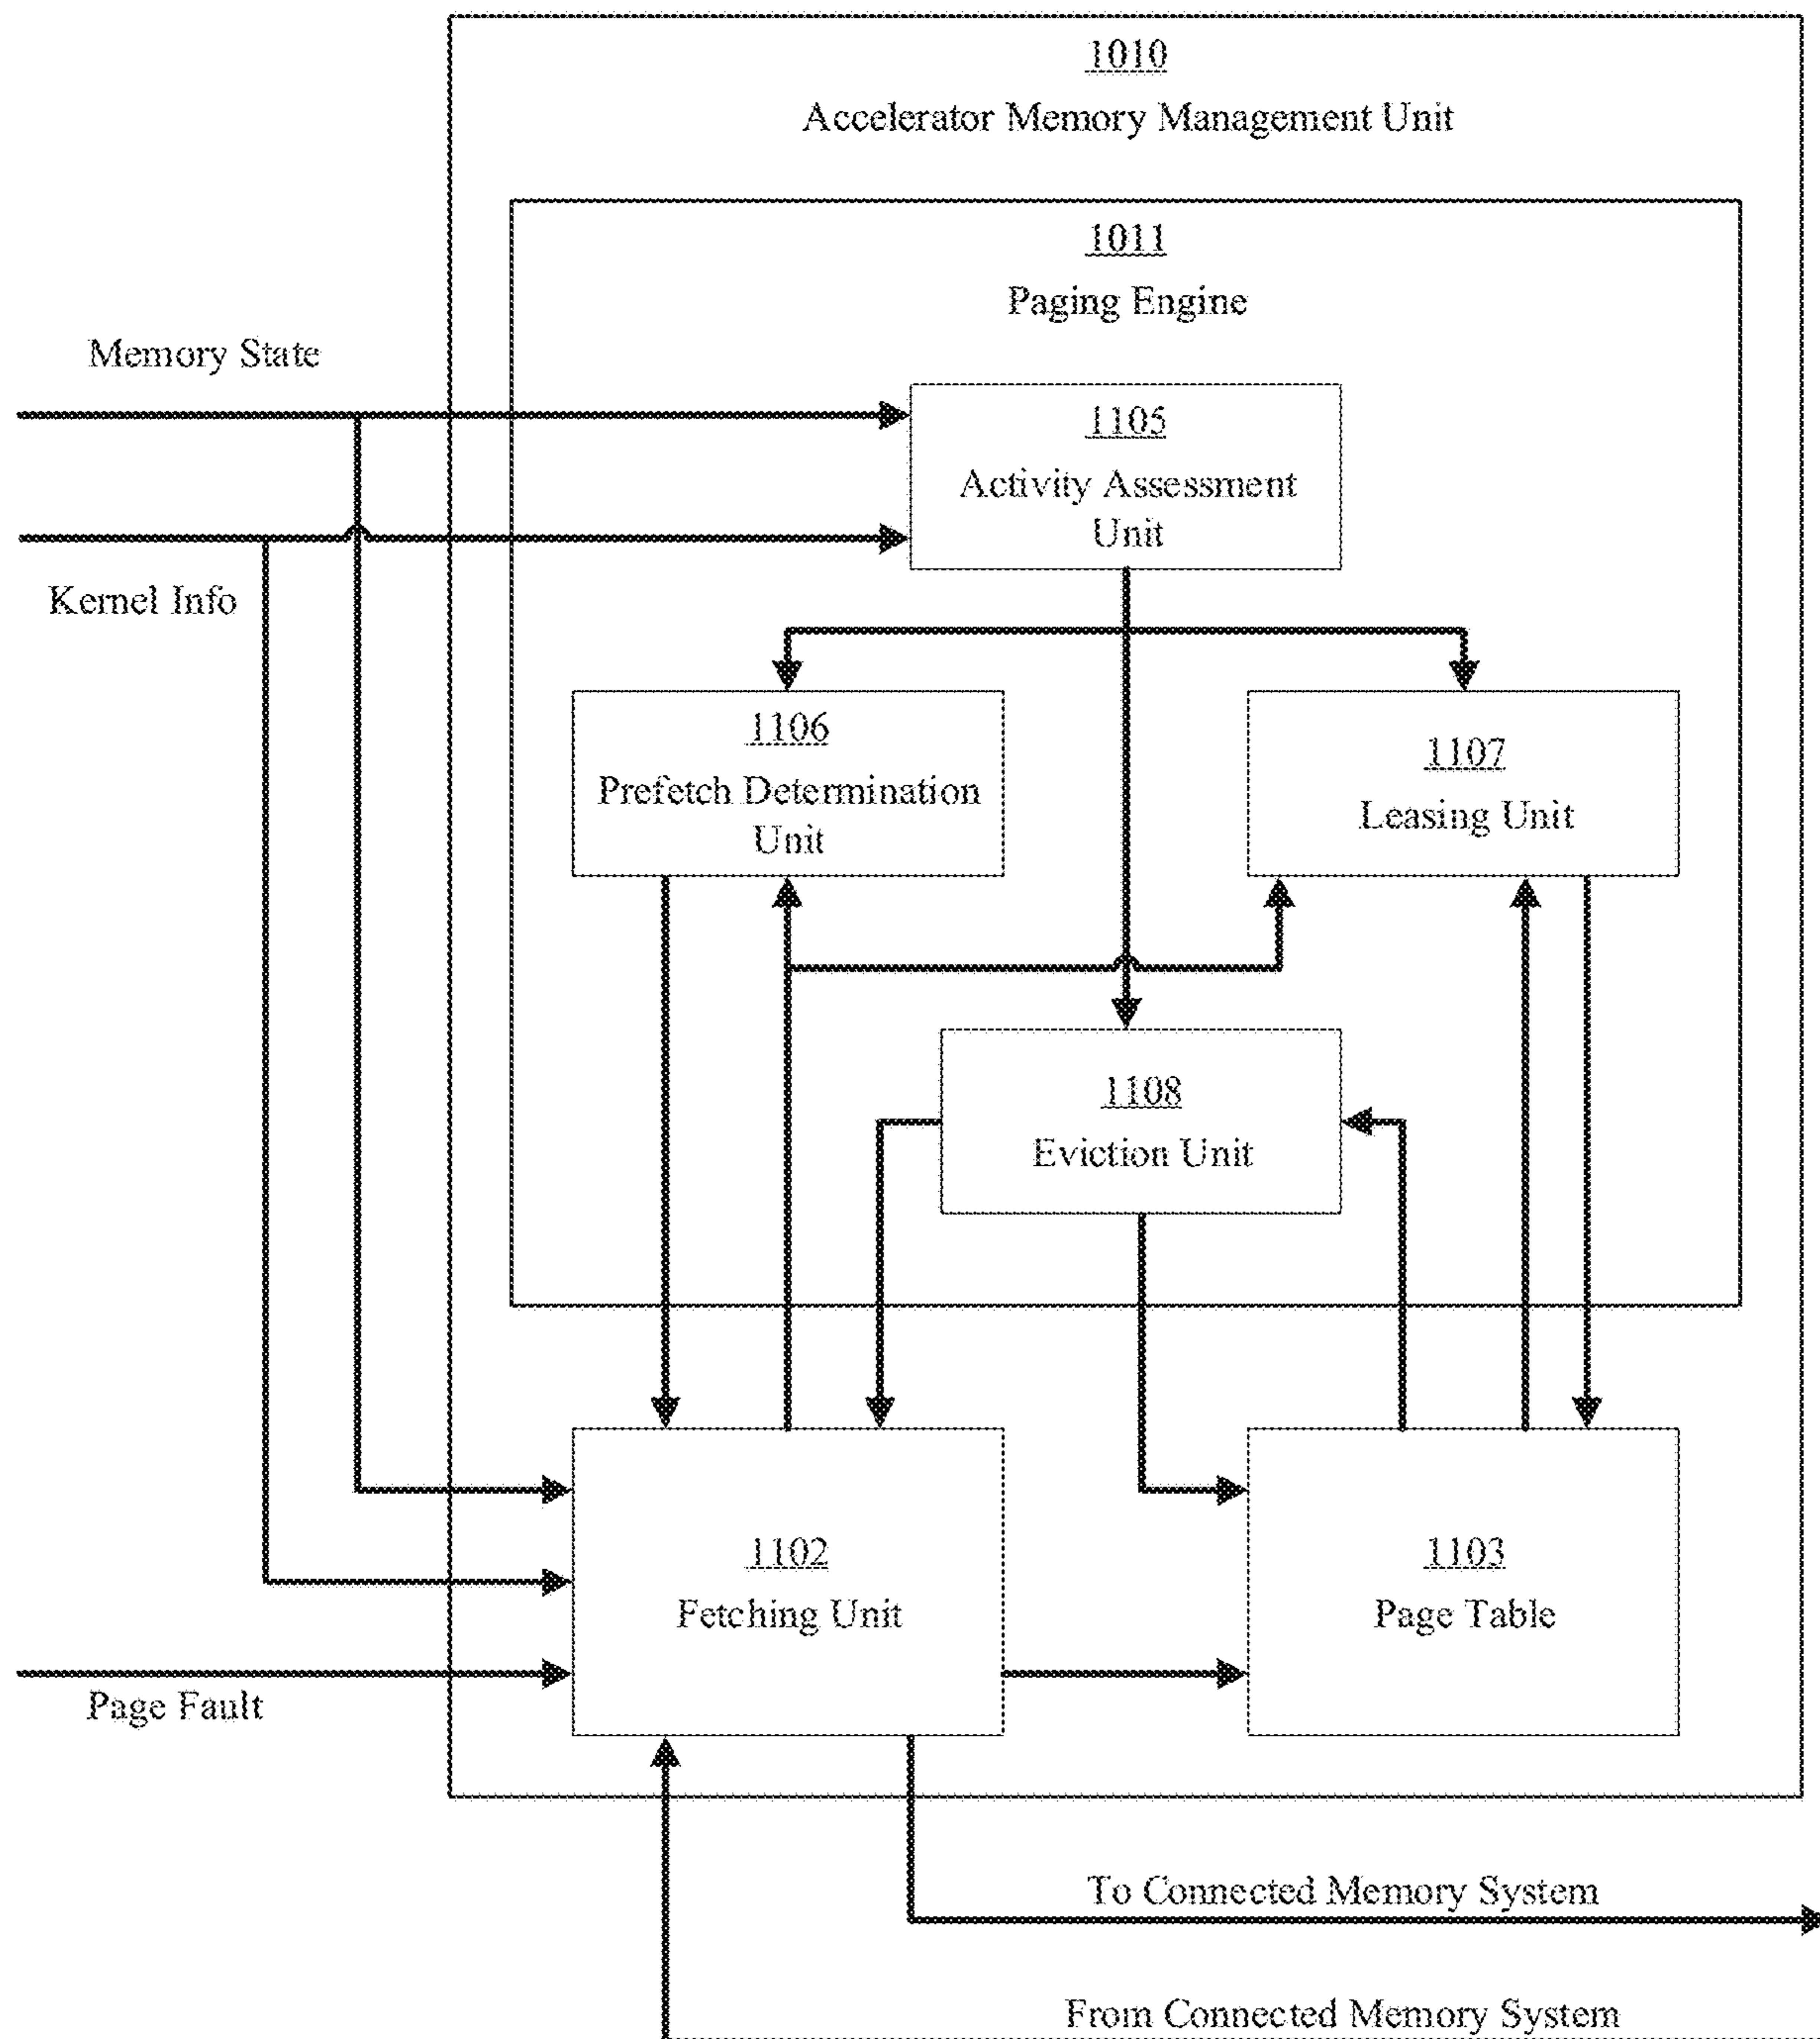 1010
Accelerator Memory Management Unit
1011
Paging Engine
Memory State
1105
Activity Assessment
Unit
Kernel Info
1106
Prefetch Determination
Unit
1107
Leasing Unit
1108
Eviction Unit
1102
Fetching Unit
1103
Page Table
Page Fault
To Connected Memory System
From Connected Memory System